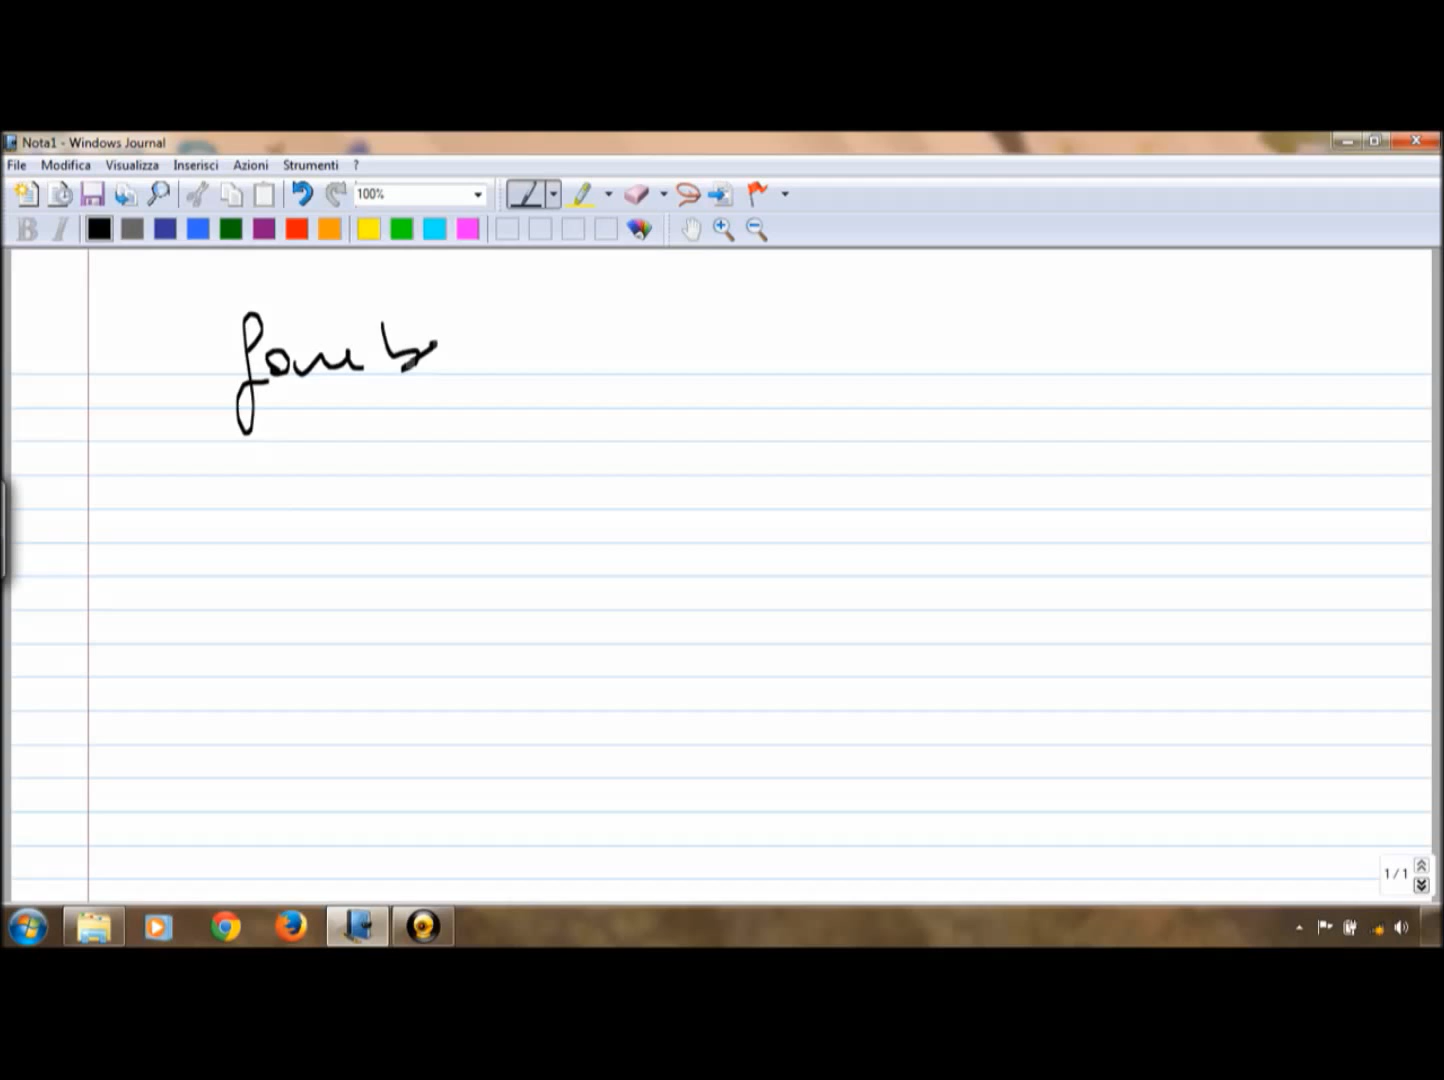 Nota1 - Windows Journal
File Modifica Visualizza Inserisci Azioni Strumenti ?
100%
B I
1 / 1